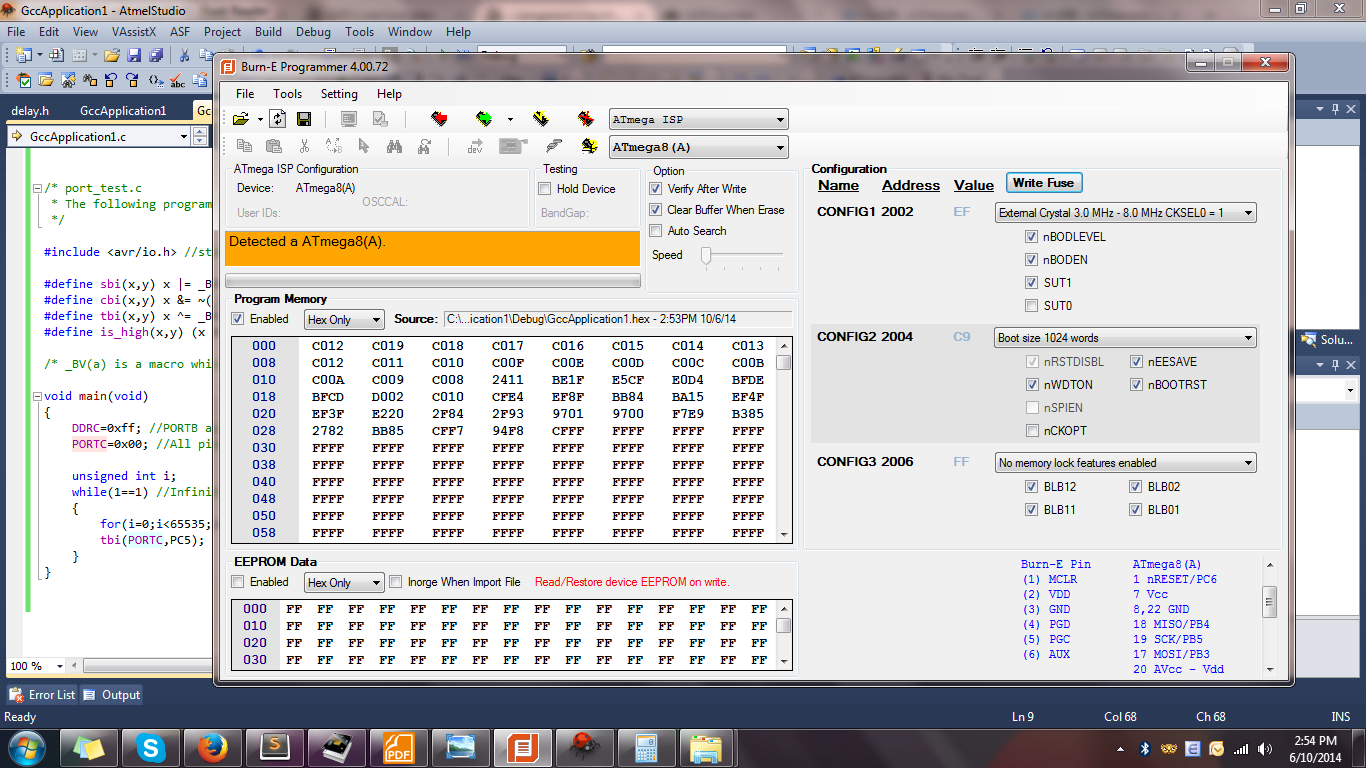 GccApplication1 - AtmelStudio
File Edit View VAssistX ASF Project Build Debug Tools Window Help
delay.h GccApplication1 Gc
GccApplication1.c
/* port_test.c
* The following program
*/
#include <avr/io.h> //st
#define sbi(x,y) x |= _B
#define cbi(x,y) x &= ~(
#define tbi(x,y) x ^= _B
#define is_high(x,y) (x
/* _BV(a) is a macro whi
void main(void)
{
DDRC=0xff; //PORTB a
PORTC=0x00; //All pi
unsigned int i;
while(1==1) //Infini
{
for(i=0;i<65535;
tbi(PORTC,PC5);
}
}
100 %
Burn-E Programmer 4.00.72
File Tools Setting Help
ATmega ISP
dev
ATmega8(A)
ATmega ISP Configuration
Device: ATmega8(A)
OSCCAL:
User IDs:
Testing
Hold Device
BandGap:
Option
Verify After Write
Clear Buffer When Erase
Auto Search
Speed
Detected a ATmega8(A).
Program Memory
Enabled Hex Only Source: C:\...ication1\Debug\GccApplication1.hex - 2:53PM 10/6/14
000 C012 C019 C018 C017 C016 C015 C014 C013
008 C012 C011 C010 C00F C00E C00D C00C C00B
010 C00A C009 C008 2411 BE1F E5CF E0D4 BFDE
018 BFCD D002 C010 CFE4 EF8F BB84 BA15 EF4F
020 EF3F E220 2F84 2F93 9701 9700 F7E9 B385
028 2782 BB85 CFF7 94F8 CFFF FFFF FFFF FFFF
030 FFFF FFFF FFFF FFFF FFFF FFFF FFFF FFFF
038 FFFF FFFF FFFF FFFF FFFF FFFF FFFF FFFF
040 FFFF FFFF FFFF FFFF FFFF FFFF FFFF FFFF
048 FFFF FFFF FFFF FFFF FFFF FFFF FFFF FFFF
050 FFFF FFFF FFFF FFFF FFFF FFFF FFFF FFFF
058 FFFF FFFF FFFF FFFF FFFF FFFF FFFF FFFF
EEPROM Data
Enabled Hex Only Inorge When Import File Read/Restore device EEPROM on write.
000 FF FF FF FF FF FF FF FF FF FF FF FF FF FF FF FF
010 FF FF FF FF FF FF FF FF FF FF FF FF FF FF FF FF
020 FF FF FF FF FF FF FF FF FF FF FF FF FF FF FF FF
030 FF FF FF FF FF FF FF FF FF FF FF FF FF FF FF FF
Configuration
Name Address Value Write Fuse
CONFIG1 2002 EF External Crystal 3.0 MHz - 8.0 MHz CKSEL0 = 1
nBODLEVEL
nBODEN
SUT1
SUT0
CONFIG2 2004 C9 Boot size 1024 words
nRSTDISBL nEESAVE
nWDTON nBOOTRST
nSPIEN
nCKOPT
CONFIG3 2006 FF No memory lock features enabled
BLB12 BLB02
BLB11 BLB01
Burn-E Pin ATmega8(A)
(1) MCLR 1 nRESET/PC6
(2) VDD 7 Vcc
(3) GND 8,22 GND
(4) PGD 18 MISO/PB4
(5) PGC 19 SCK/PB5
(6) AUX 17 MOSI/PB3
20 AVcc - Vdd
Solu...
Error List Output
Ready Ln 9 Col 68 Ch 68 INS
PDF
2:54 PM
6/10/2014